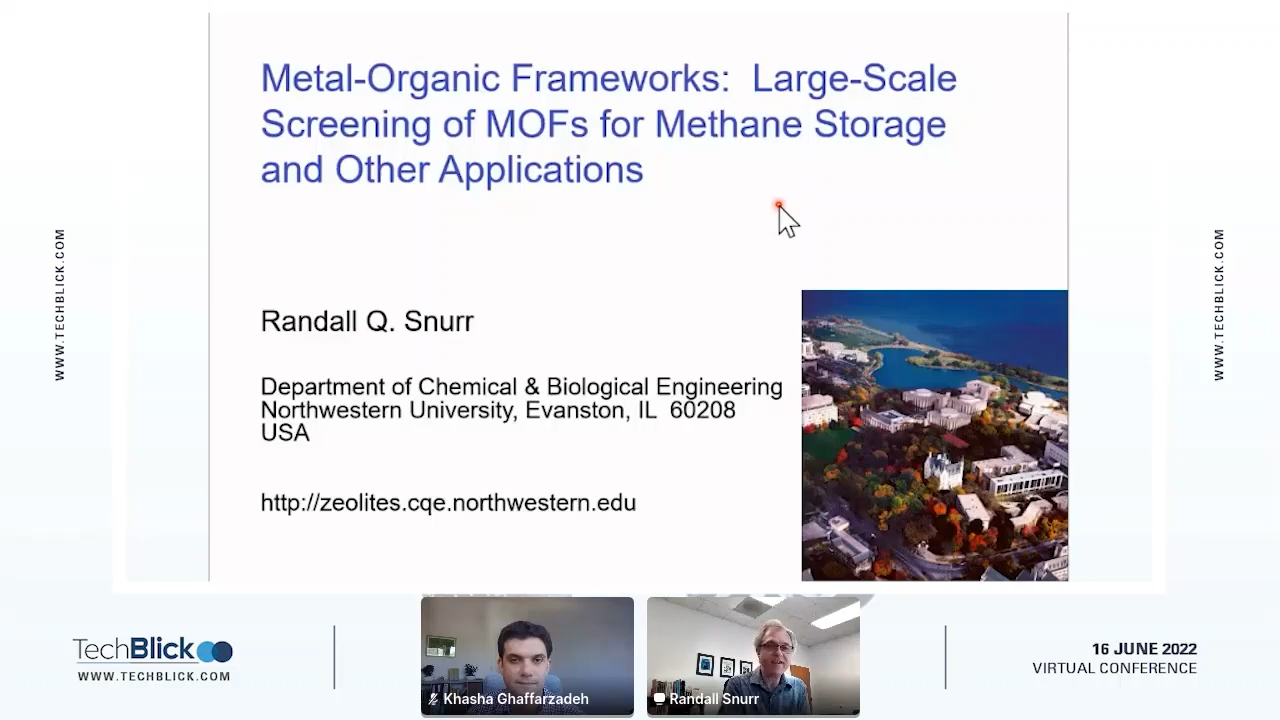 Metal-Organic Frameworks: Large-Scale
Screening of MOFs for Methane Storage
and Other Applications
WWW.TECHBLICK.COM
WWW.TECHBLICK.COM
Randall Q. Snurr
Department of Chemical & Biological Engineering
Northwestern University, Evanston, IL 60208
USA
http://zeolites.cqe.northwestern.edu
TechBlick
WWW.TECHBLICK.COM
Khasha Ghaffarzadeh
Randall Snurr
16 JUNE 2022
VIRTUAL CONFERENCE